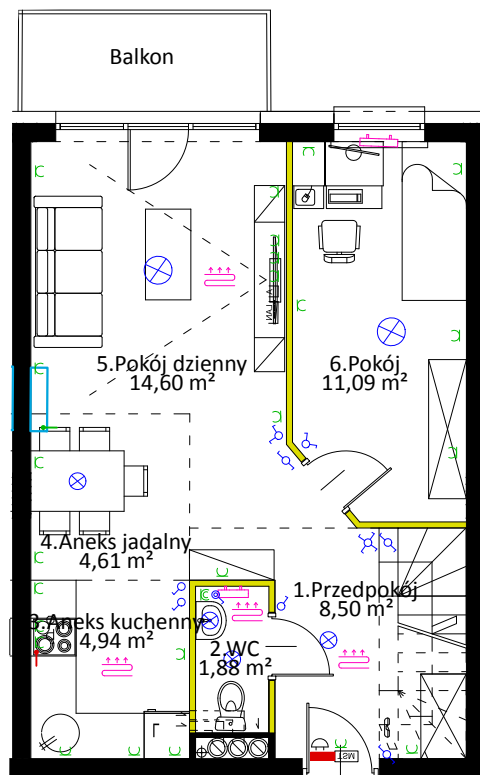 Balkon
5.Pokój dzienny
14,60 m²
6.Pokój
11,09 m²
4.Aneks jadalny
4,61 m²
1.Przedpokój
8,50 m²
3.Aneks kuchenny
4,94 m²
2.WC
1,88 m²
TSM